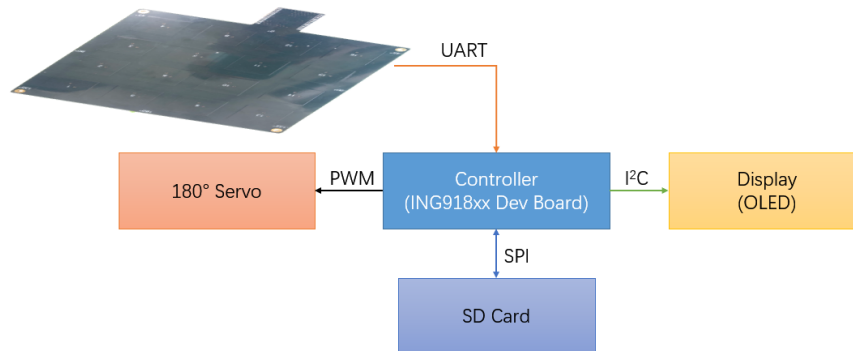 UART
180° Servo
PWM
Controller
(ING918xx Dev Board)
I²C
Display
(OLED)
SPI
SD Card